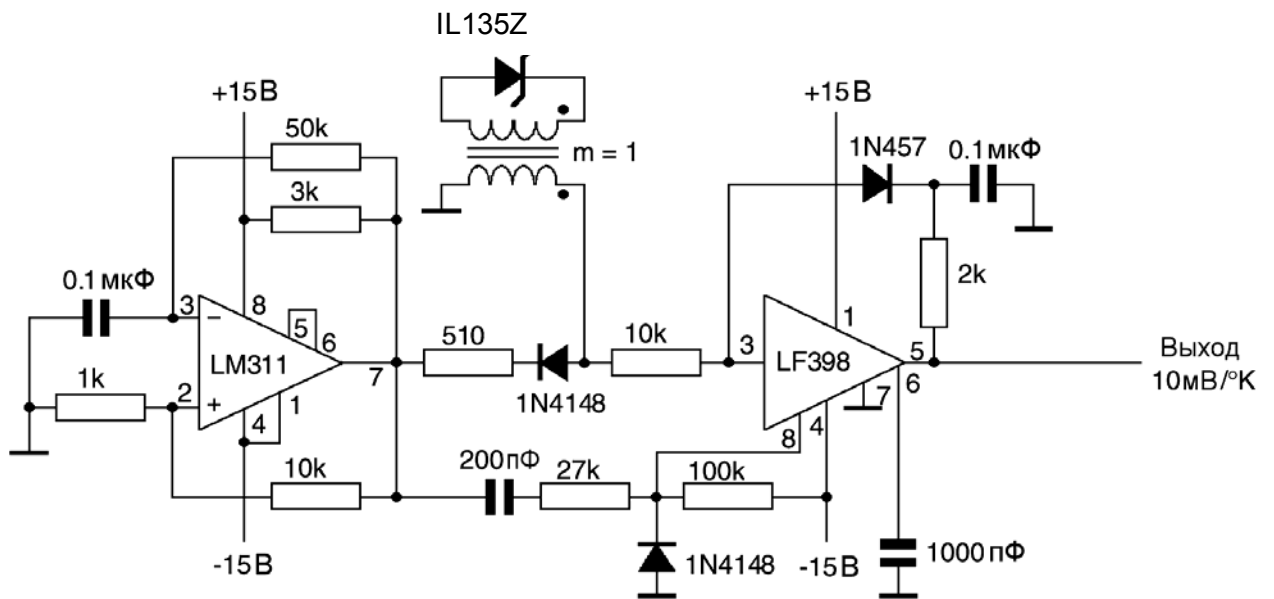 IL135Z
+15В
50k
3k
m = 1
+15В
1N457
0.1мкФ
2k
0.1мкФ
3
8
5
6
−
LM311
7
1k
2
+
4
1
510
1N4148
10k
3
1
LF398
5
6
7
8
4
Выход
10мВ/°K
10k
200пФ
27k
100k
-15В
1N4148
-15В
1000пФ